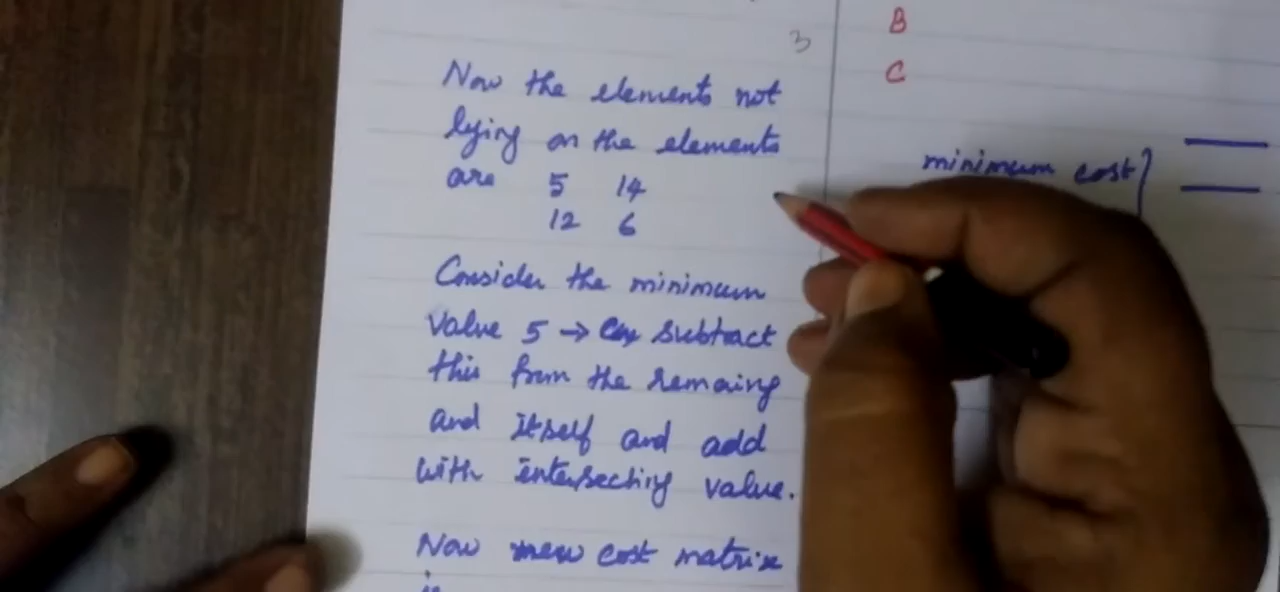 3
Now the elements not
lying on the elements
are 5 14
12 6
Consider the minimum
value 5 → subtract
this from the remaing
and itself and add
with intersecting value.
Now new cost matrix
is
B
C
minimum cost }